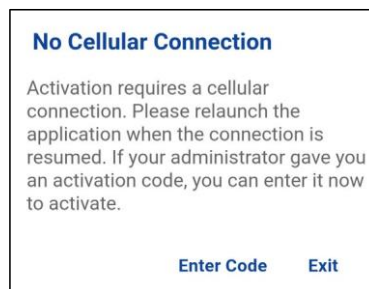 No Cellular Connection
Activation requires a cellular
connection. Please relaunch the
application when the connection is
resumed. If your administrator gave you
an activation code, you can enter it now
to activate.
Enter Code Exit